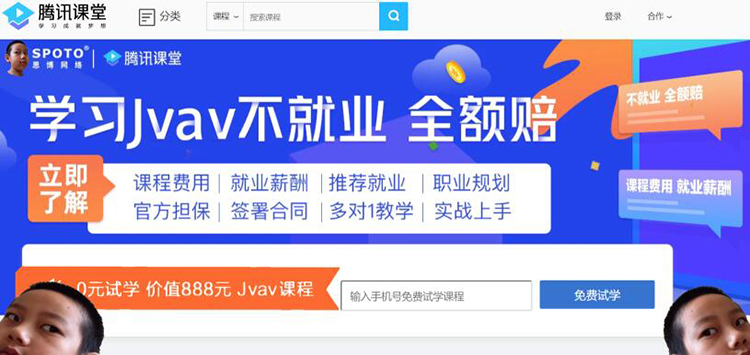 腾讯课堂
学习成就梦想
分类
课程
搜索课程
登录
合作
SPOTO®
思博网络
腾讯课堂
学习Jvav不就业 全额赔
不就业 全额赔
立即
了解
课程费用 就业薪酬 推荐就业 职业规划
官方担保 签署合同 多对1教学 实战上手
课程费用 就业薪酬
0元试学 价值888元 Jvav课程
输入手机号免费试学课程
免费试学